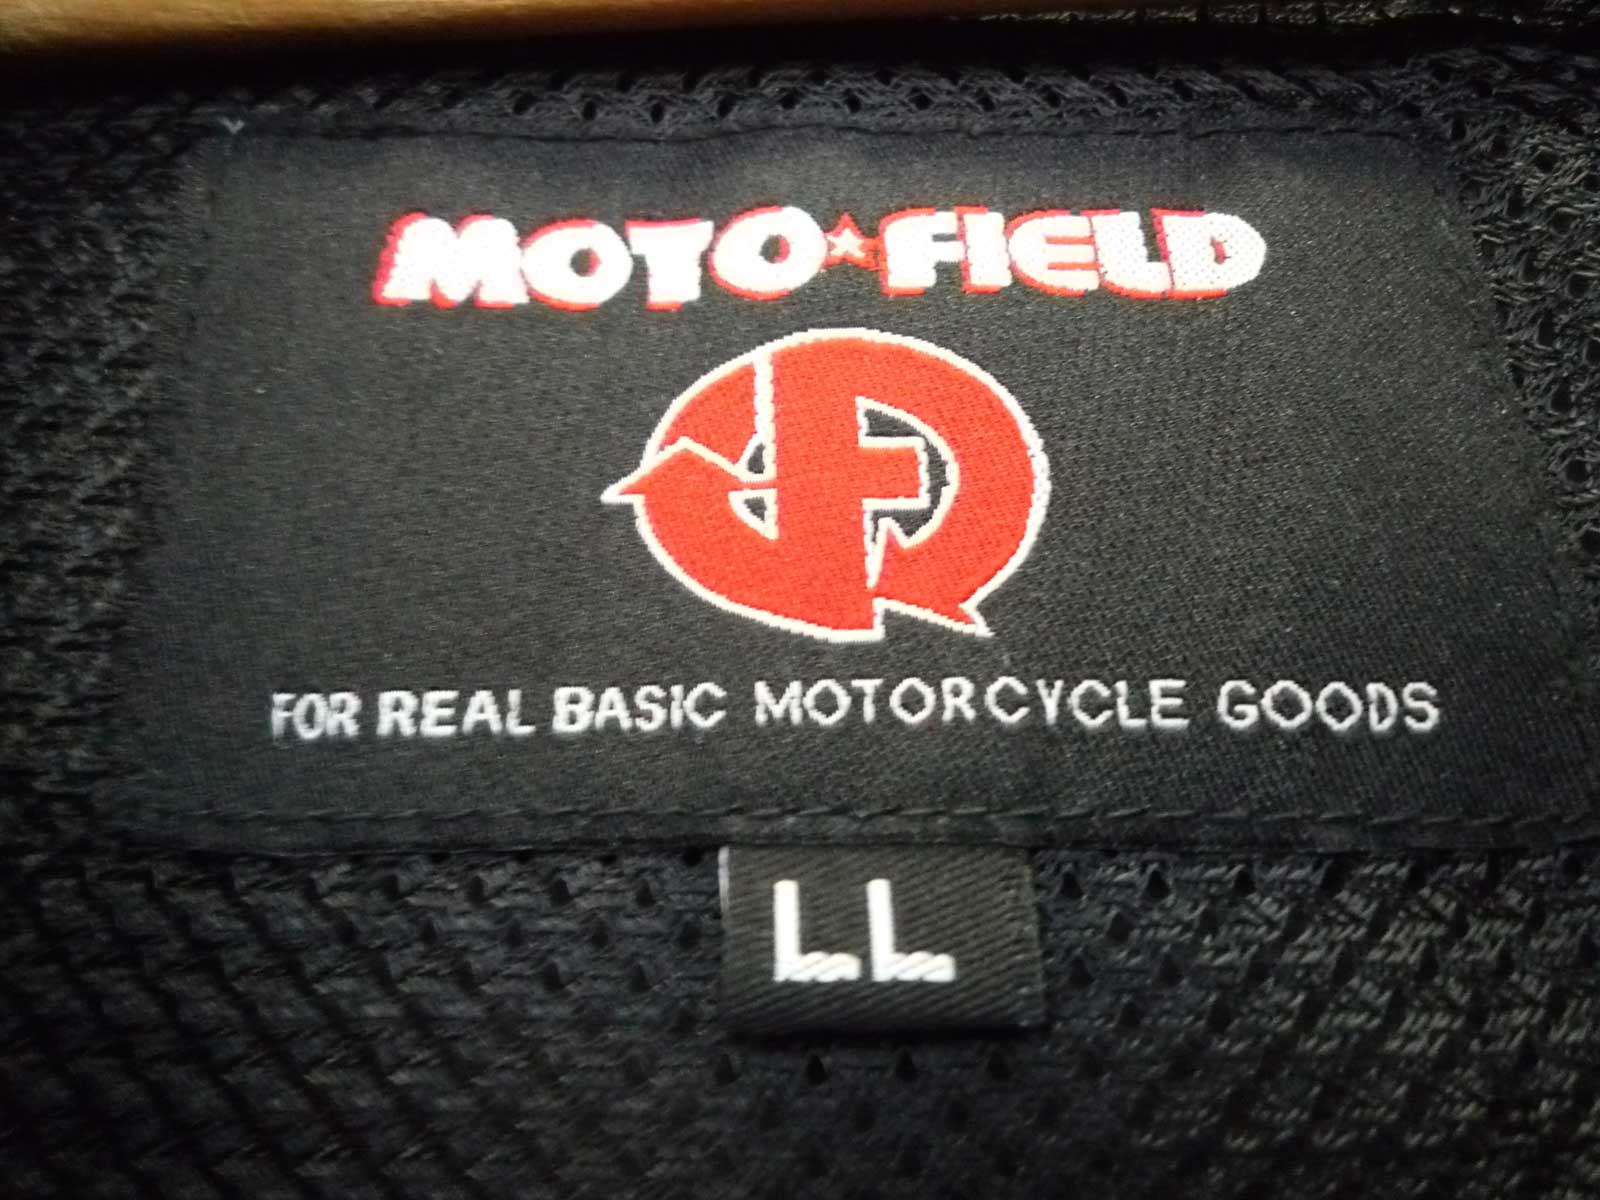 MOTO★FIELD
FOR REAL BASIC MOTORCYCLE GOODS
LL